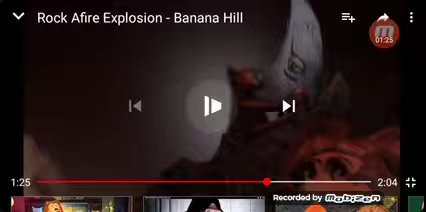 Rock Afire Explosion - Banana Hill
01:25
1:25
2:04
Recorded by Mobizen